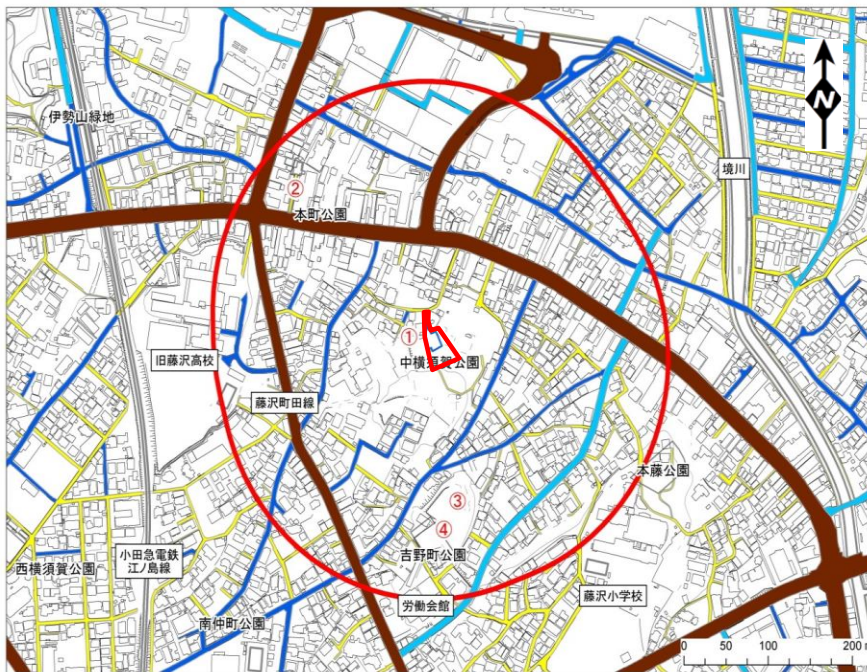 N
伊勢山緑地
境川
②
本町公園
①
中横須賀公園
旧藤沢高校
藤沢町田線
本藤公園
③
④
吉野町公園
小田急電鉄
江ノ島線
西横須賀公園
藤沢小学校
労働会館
南仲町公園
0 50 100 200